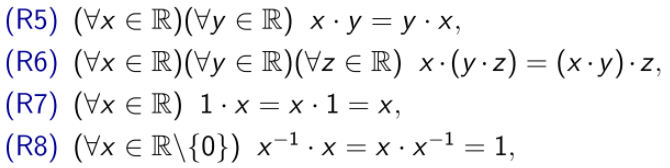 (R5) (∀x ∈ ℝ)(∀y ∈ ℝ) x · y = y · x,
(R6) (∀x ∈ ℝ)(∀y ∈ ℝ)(∀z ∈ ℝ) x·(y·z) = (x·y)·z,
(R7) (∀x ∈ ℝ) 1 · x = x · 1 = x,
(R8) (∀x ∈ ℝ\{0}) x⁻¹ · x = x · x⁻¹ = 1,